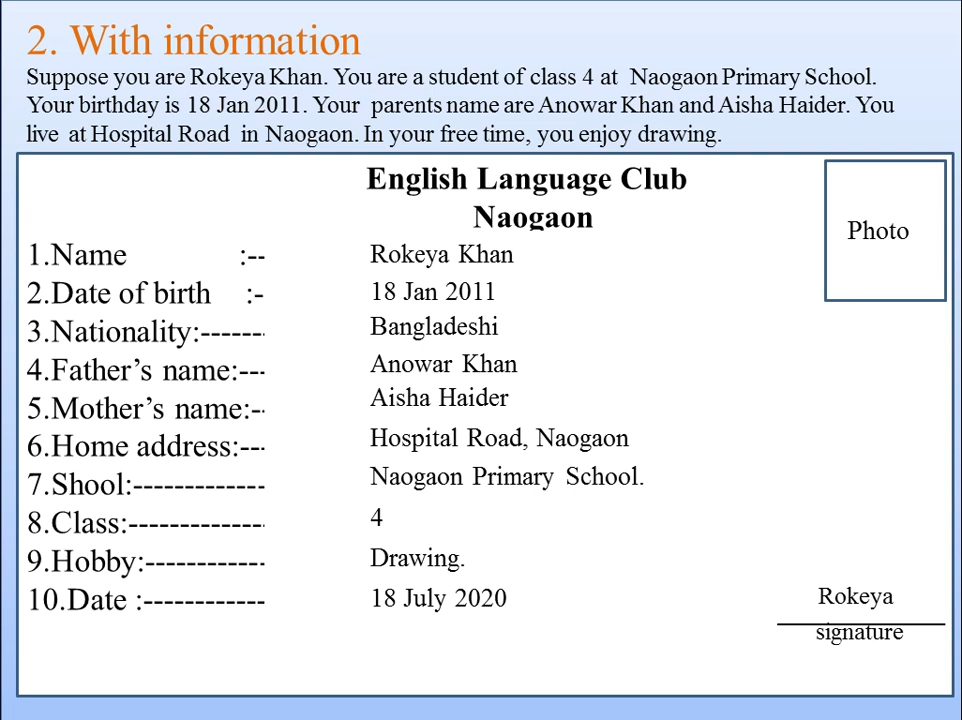 2. With information
Suppose you are Rokeya Khan. You are a student of class 4 at Naogaon Primary School.
Your birthday is 18 Jan 2011. Your parents name are Anowar Khan and Aisha Haider. You
live at Hospital Road in Naogaon. In your free time, you enjoy drawing.
English Language Club
Naogaon
Photo
1.Name :-- Rokeya Khan
2.Date of birth :- 18 Jan 2011
3.Nationality:------ Bangladeshi
4.Father’s name:--- Anowar Khan
5.Mother’s name:-- Aisha Haider
6.Home address:--- Hospital Road, Naogaon
7.Shool:------------- Naogaon Primary School.
8.Class:------------- 4
9.Hobby:------------ Drawing.
10.Date :------------ 18 July 2020
Rokeya
signature